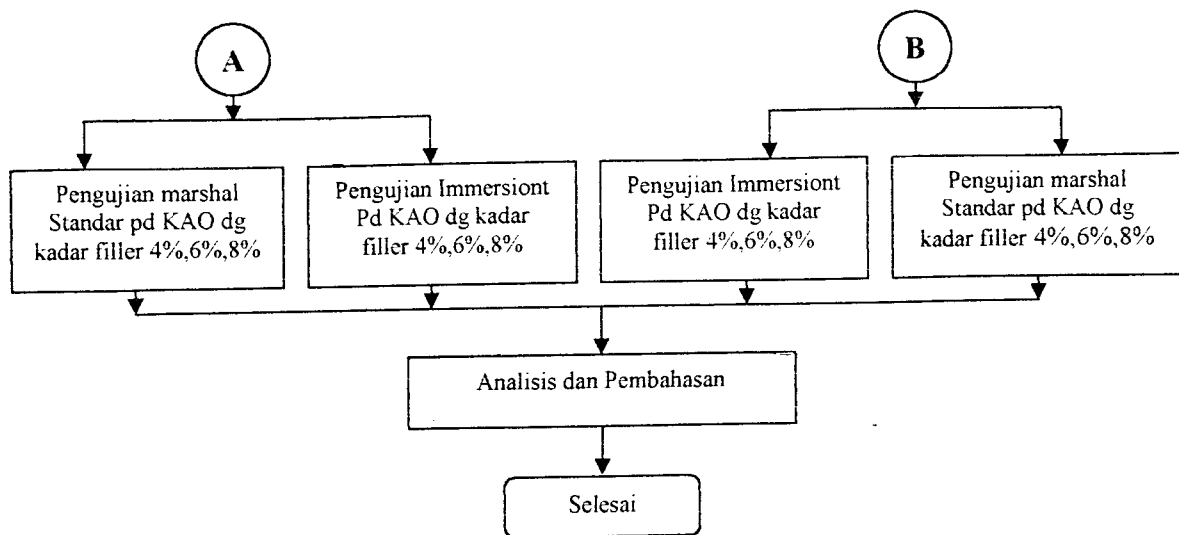 A
B
Pengujian marshal
Standar pd KAO dg
kadar filler 4%,6%,8%
Pengujian Immersiont
Pd KAO dg kadar
filler 4%,6%,8%
Pengujian Immersiont
Pd KAO dg kadar
filler 4%,6%,8%
Pengujian marshal
Standar pd KAO dg
kadar filler 4%,6%,8%
Analisis dan Pembahasan
Selesai